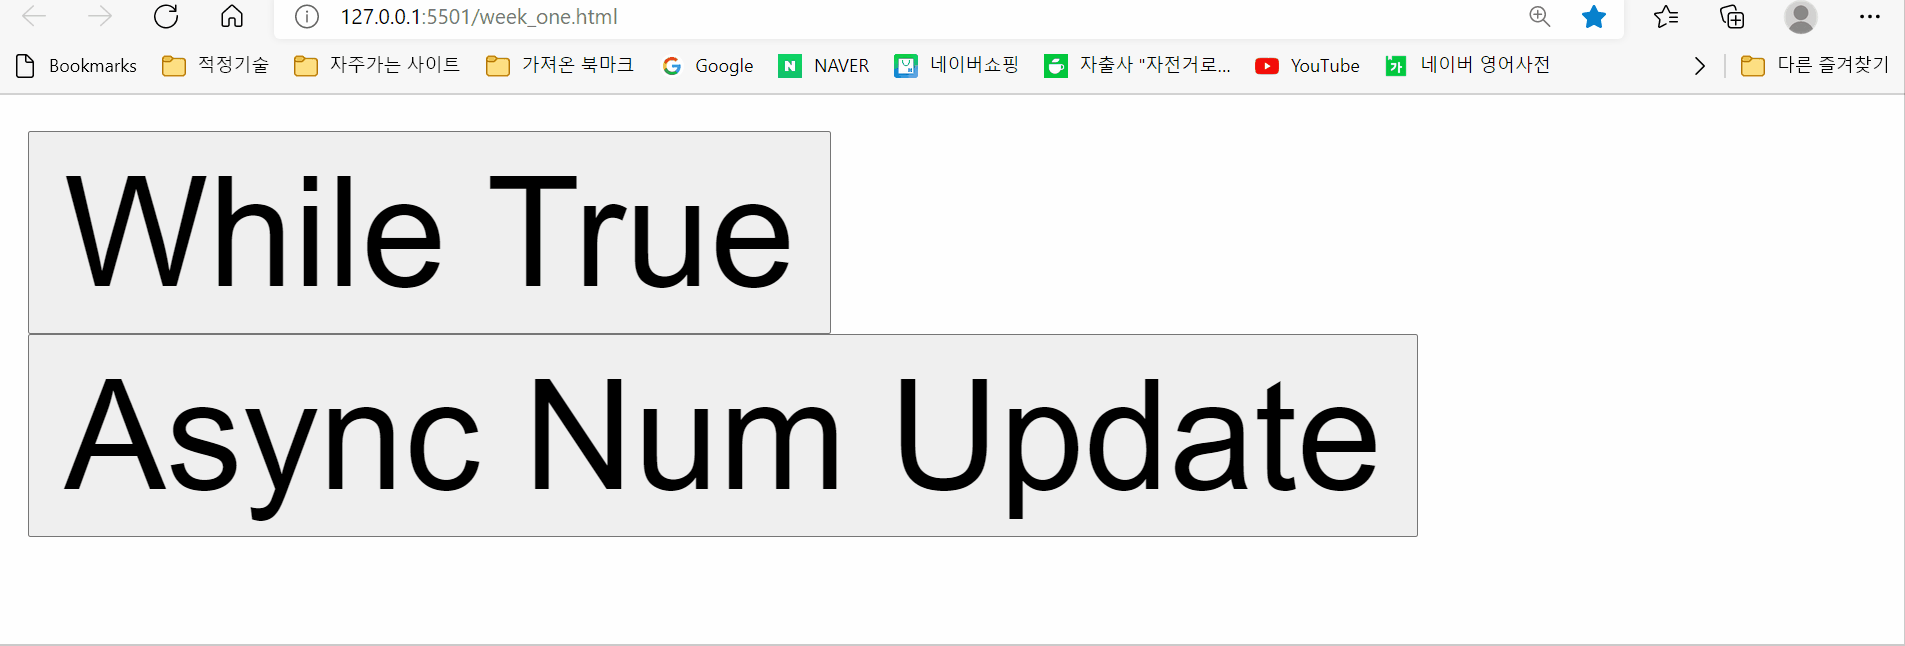 127.0.0.1:5501/week_one.html
Bookmarks 적정기술 자주가는 사이트 가져온 북마크 Google NAVER 네이버쇼핑 자출사 "자전거로... YouTube 네이버 영어사전 다른 즐겨찾기
While True
Async Num Update